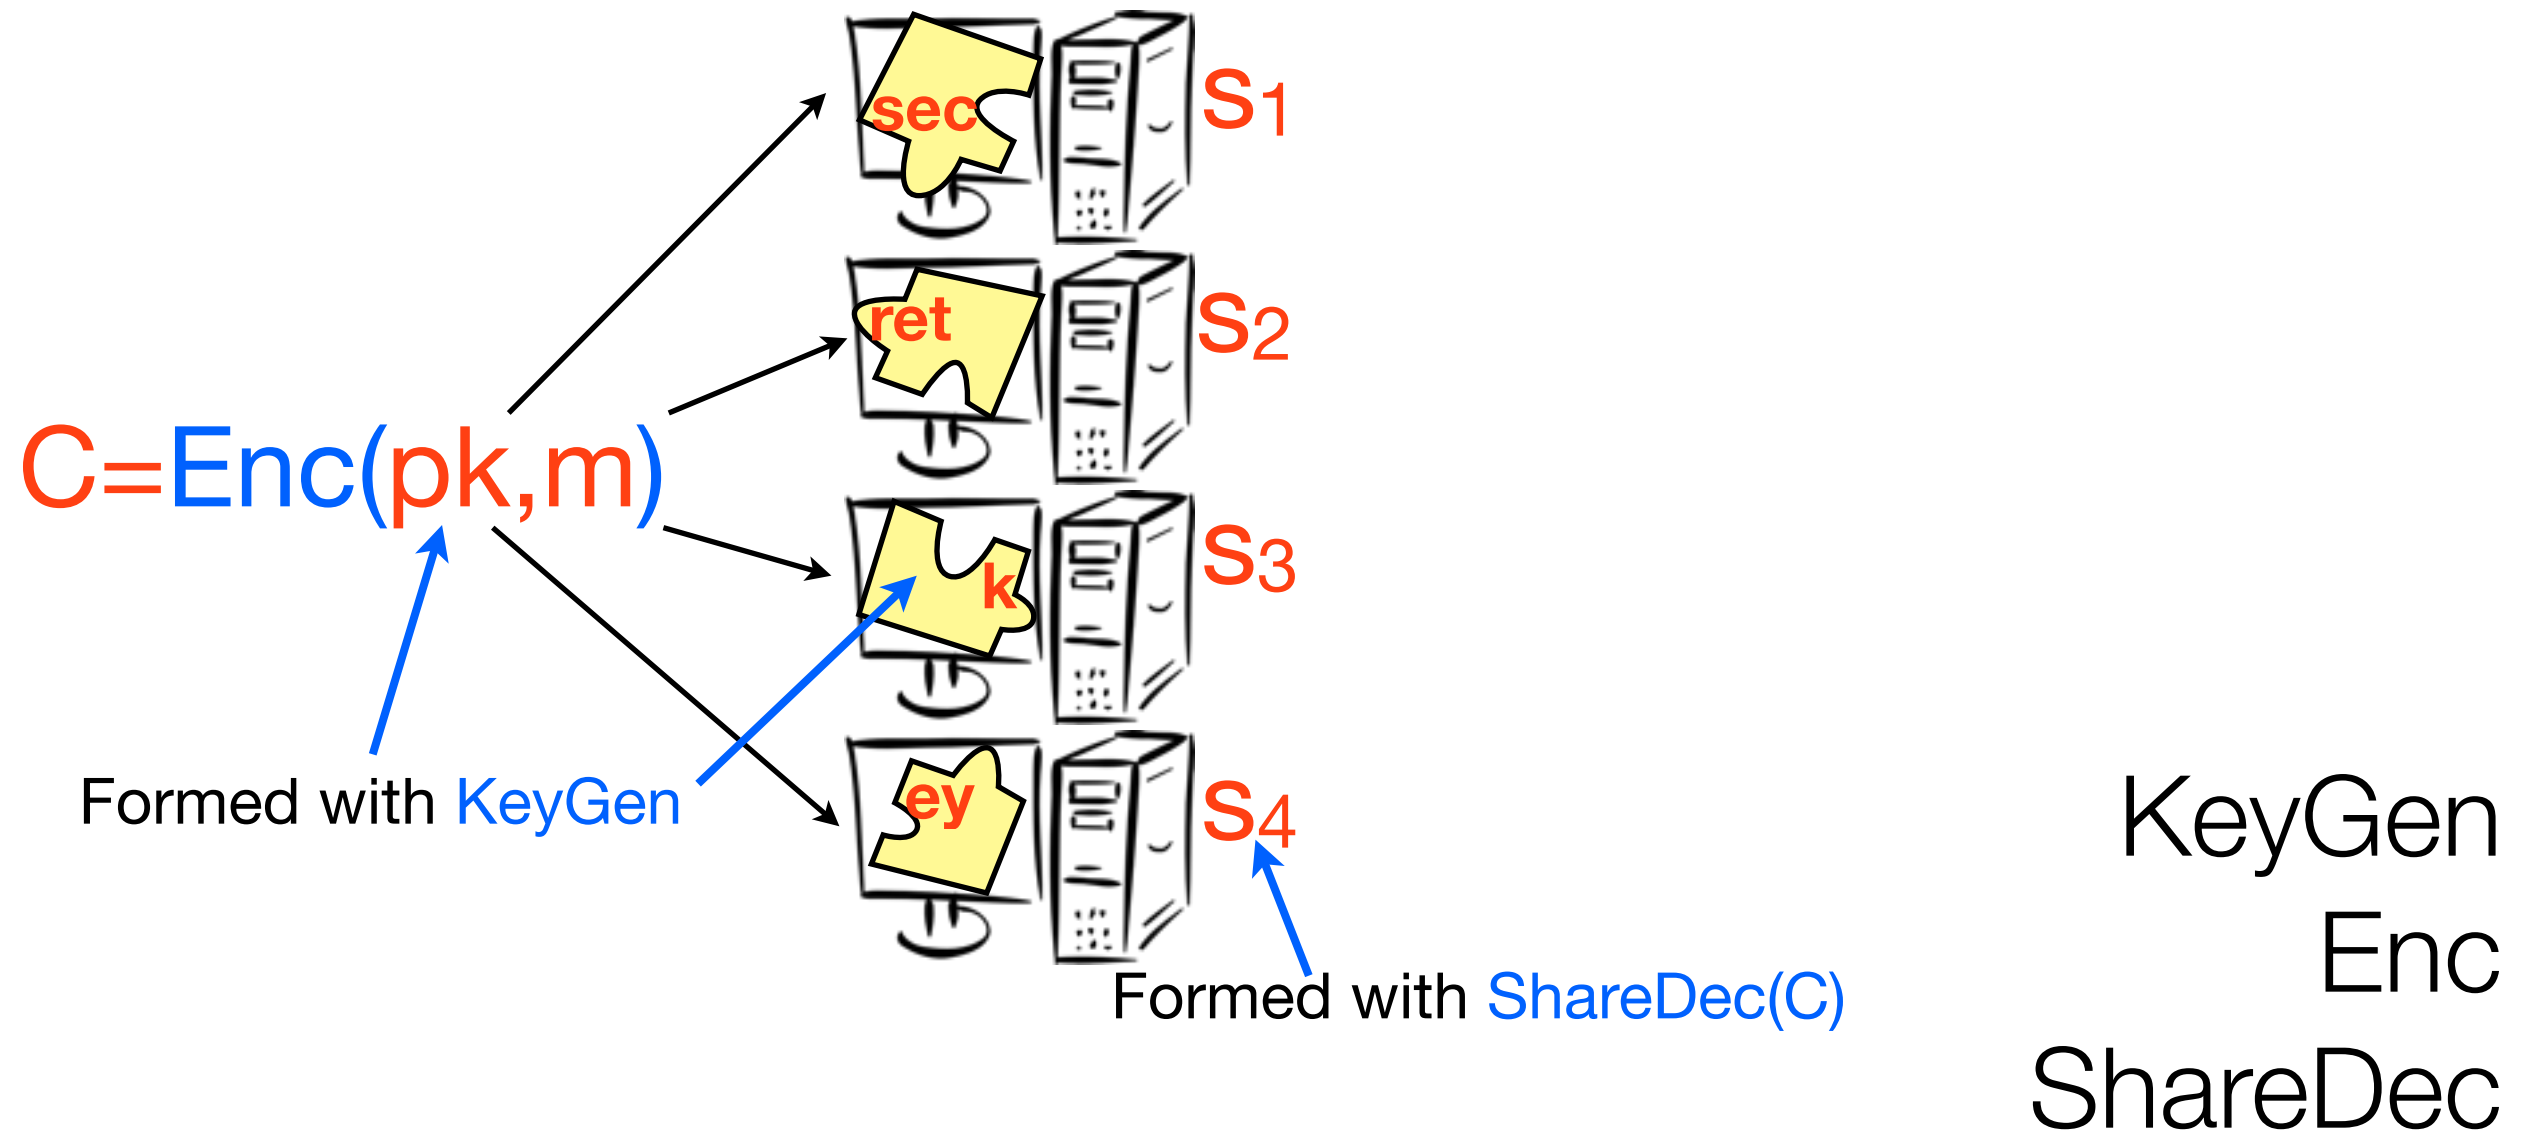 sec
S1
ret
S2
C=Enc(pk,m)
k
S3
ey
S4
Formed with KeyGen
Formed with ShareDec(C)
KeyGen
Enc
ShareDec